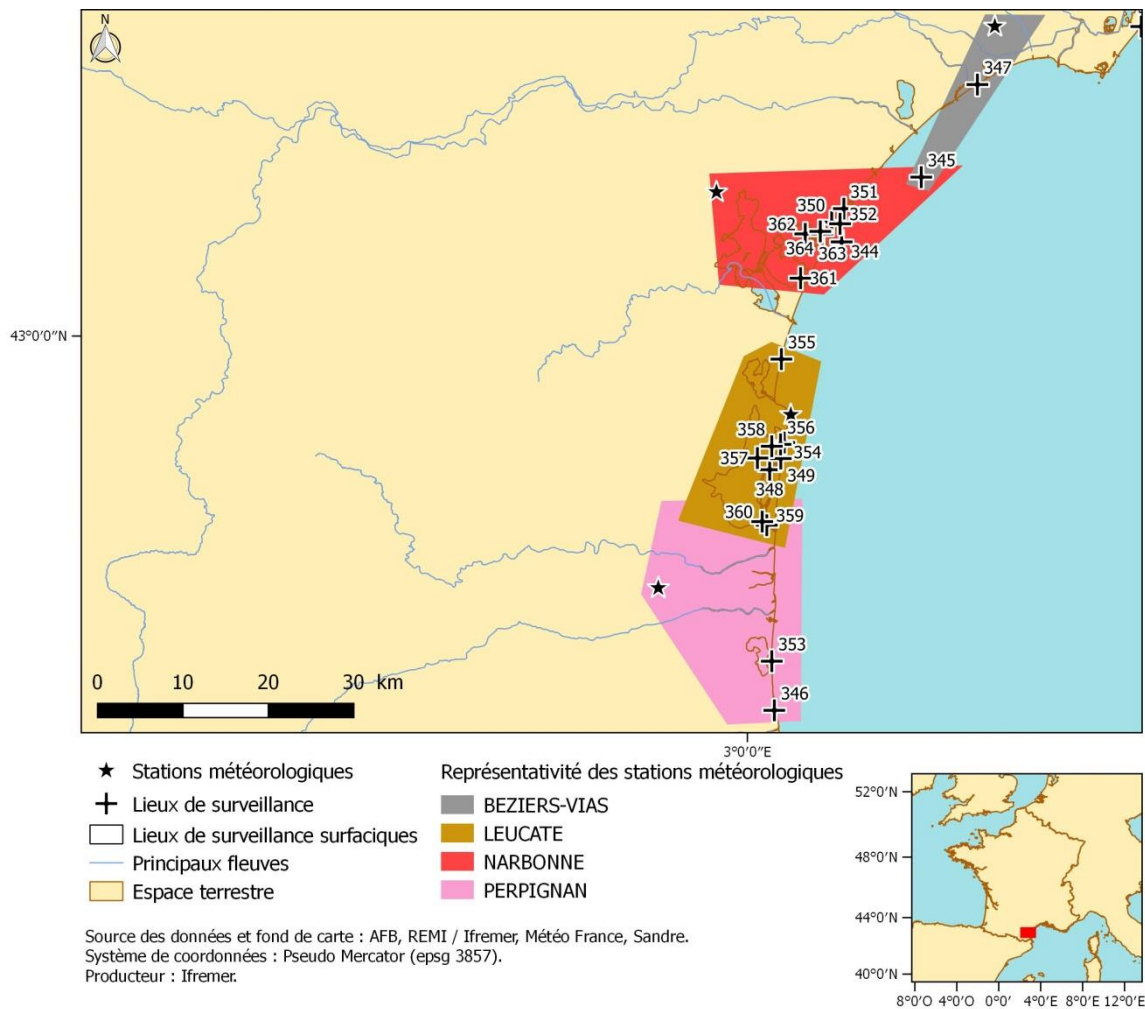 N
347
345
351
350
352
362
364
363
344
361
43°0′0″N
355
358
356
357
354
349
348
360
359
353
346
0 10 20 30 km
3°0′0″E
Stations météorologiques
Lieux de surveillance
Lieux de surveillance surfaciques
Principaux fleuves
Espace terrestre
Représentativité des stations météorologiques
BEZIERS-VIAS
LEUCATE
NARBONNE
PERPIGNAN
Source des données et fond de carte : AFB, REMI / Ifremer, Météo France, Sandre.
Système de coordonnées : Pseudo Mercator (epsg 3857).
Producteur : Ifremer.
52°0′N
48°0′N
44°0′N
40°0′N
8°0′O 4°0′O 0°0′ 4°0′E 8°0′E 12°0′E